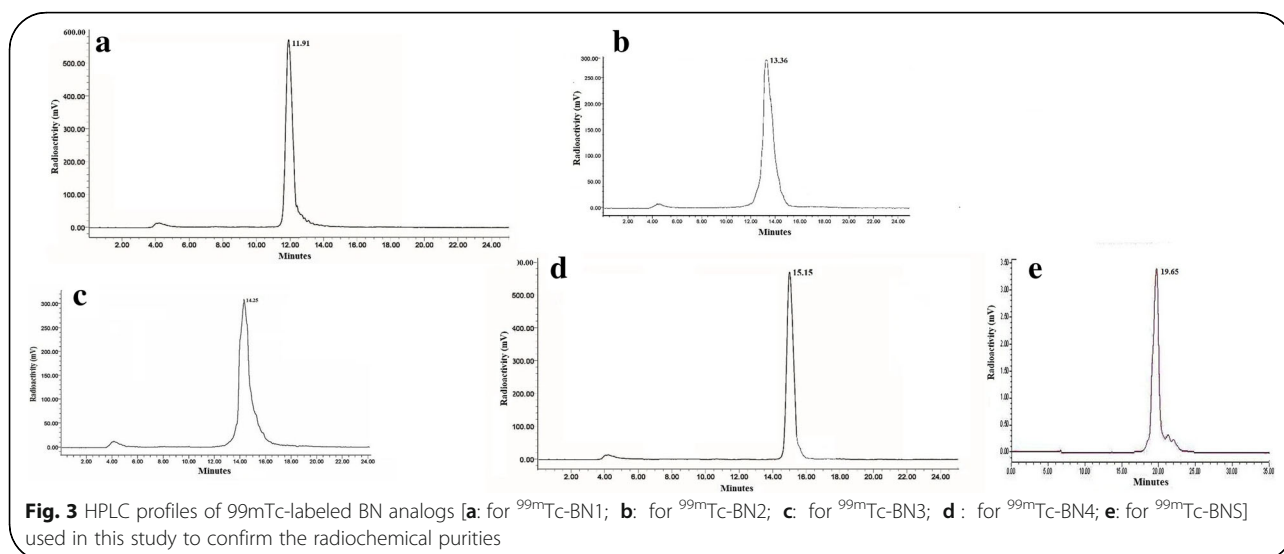 a
600.00
11.91
500.00
400.00
300.00
200.00
100.00
0.00
Radioactivity (mV)
2.00 4.00 6.00 8.00 10.00 12.00 14.00 16.00 18.00 20.00 22.00 24.00
Minutes
b
300.00
13.36
250.00
200.00
150.00
100.00
50.00
0.00
Radioactivity (mV)
2.00 4.00 6.00 8.00 10.00 12.00 14.00 16.00 18.00 20.00 22.00 24.00
Minutes
c
14.25
300.00
250.00
200.00
150.00
100.00
50.00
0.00
Radioactivity (mV)
2.00 4.00 6.00 8.00 10.00 12.00 14.00 16.00 18.00 20.00 22.00 24.00
Minutes
d
00.00
15.15
500.00
400.00
300.00
200.00
100.00
0.00
Radioactivity (mV)
2.00 4.00 6.00 8.00 10.00 12.00 14.00 16.00 18.00 20.00 22.00 24.00
Minutes
e
19.65
Radioactivity (mV)
0.00 5.00 10.00 15.00 20.00 25.00 30.00 35.00
Minutes
Fig. 3 HPLC profiles of 99mTc-labeled BN analogs [a: for 99mTc-BN1; b: for 99mTc-BN2; c: for 99mTc-BN3; d : for 99mTc-BN4; e: for 99mTc-BNS]
used in this study to confirm the radiochemical purities